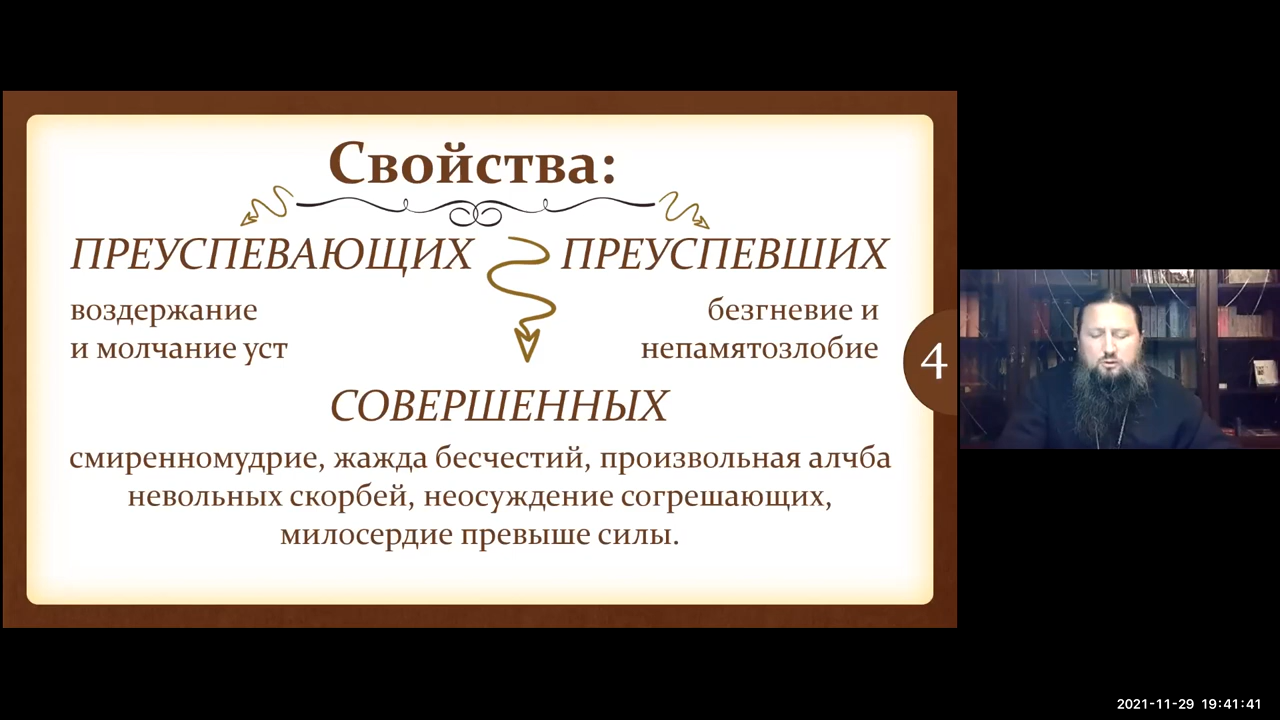 Свойства:
ПРЕУСПЕВАЮЩИХ
воздержание
и молчание уст
ПРЕУСПЕВШИХ
безгневие и
непамятозлобие
СОВЕРШЕННЫХ
смиренномудрие, жажда бесчестий, произвольная алчба
невольных скорбей, неосуждение согрешающих,
милосердие превыше силы.
4
2021-11-29 19:41:41